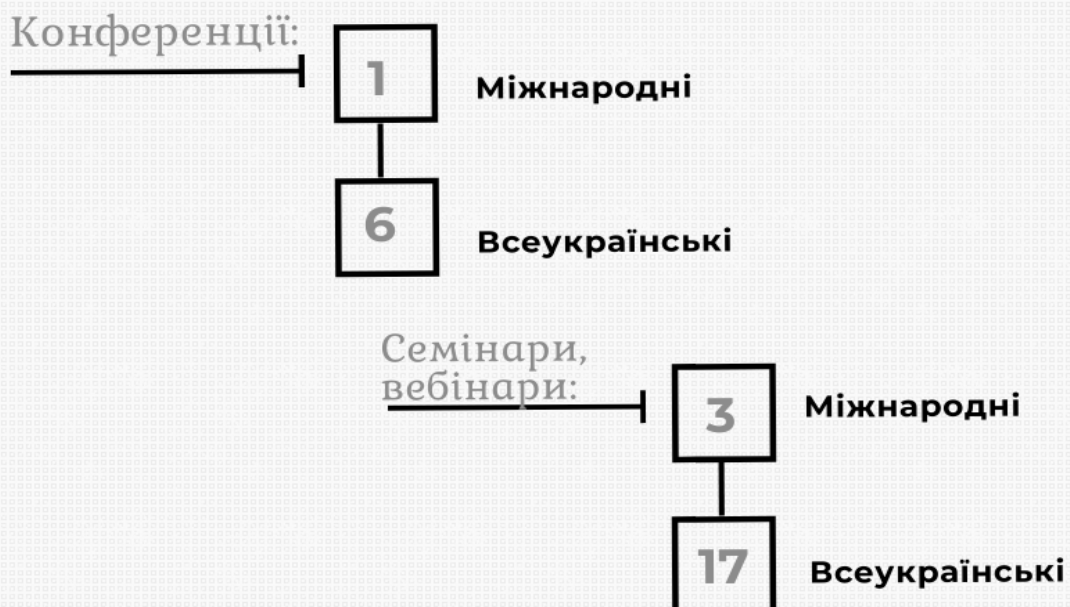 Конференції:
1
Міжнародні
6
Всеукраїнські
Семінари,
вебінари:
3
Міжнародні
17
Всеукраїнські